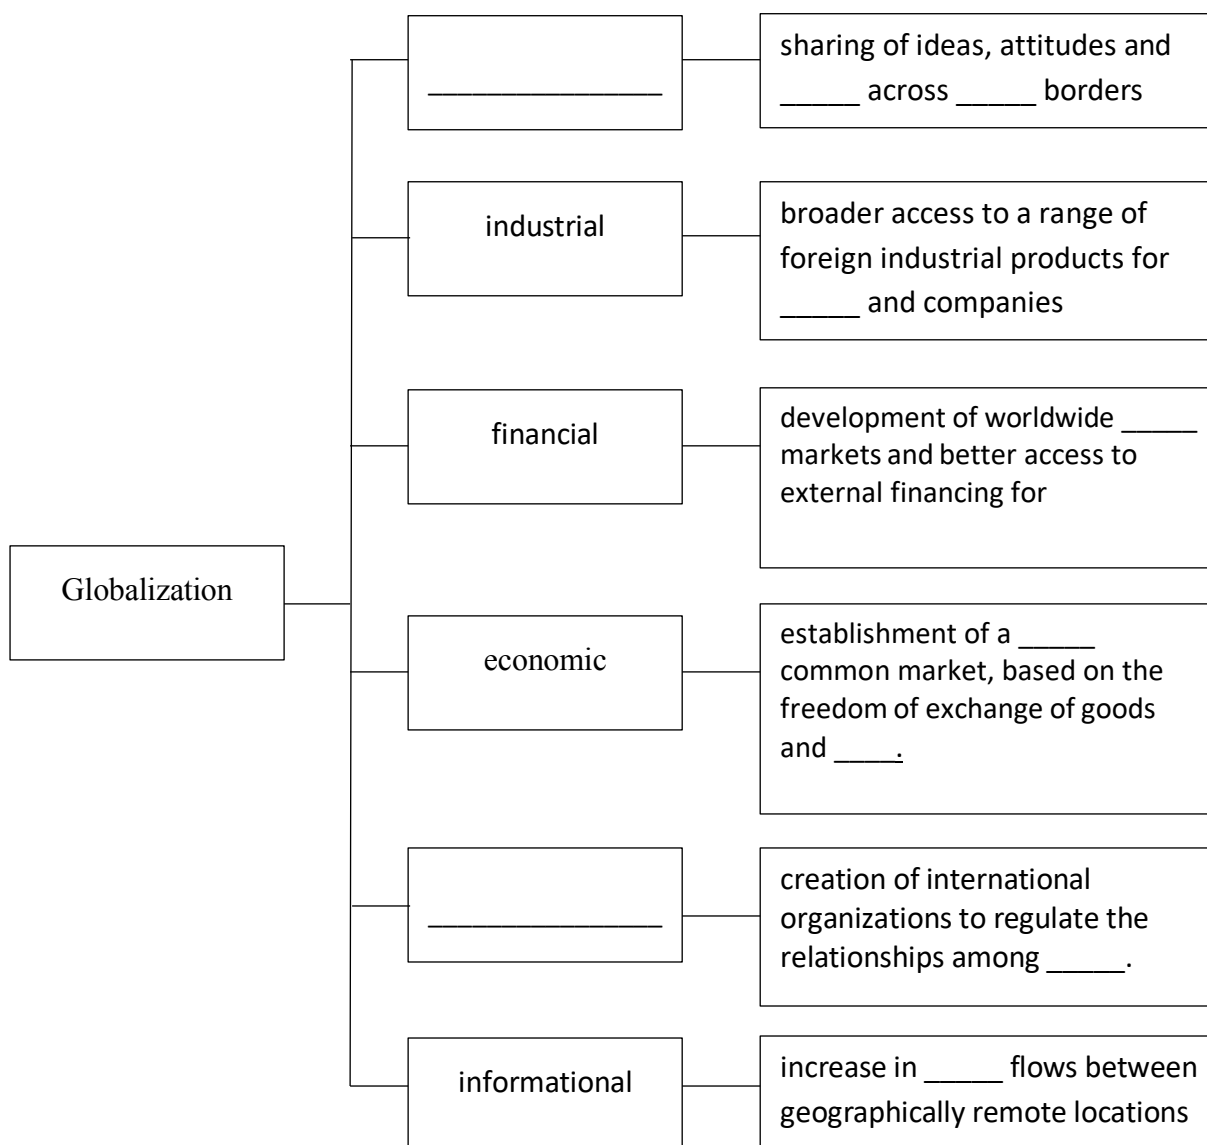 _______________
sharing of ideas, attitudes and
_____ across _____ borders
industrial
broader access to a range of
foreign industrial products for
_____ and companies
financial
development of worldwide _____
markets and better access to
external financing for
Globalization
economic
establishment of a _____
common market, based on the
freedom of exchange of goods
and ____.
_______________
creation of international
organizations to regulate the
relationships among _____.
informational
increase in _____ flows between
geographically remote locations